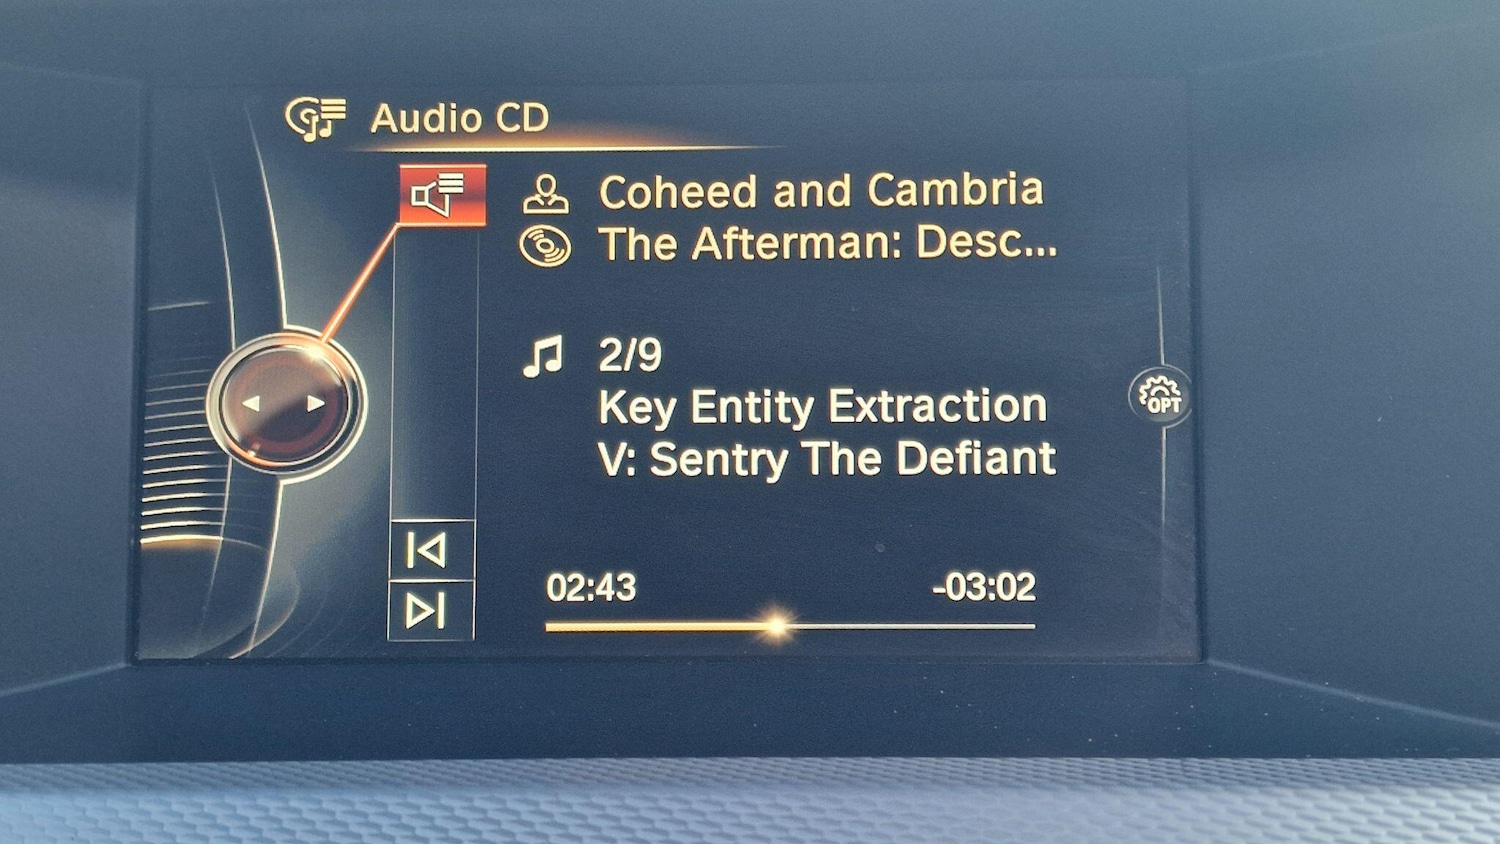 Audio CD
Coheed and Cambria
The Afterman: Desc...
2/9
Key Entity Extraction
V: Sentry The Defiant
OPT
02:43 -03:02